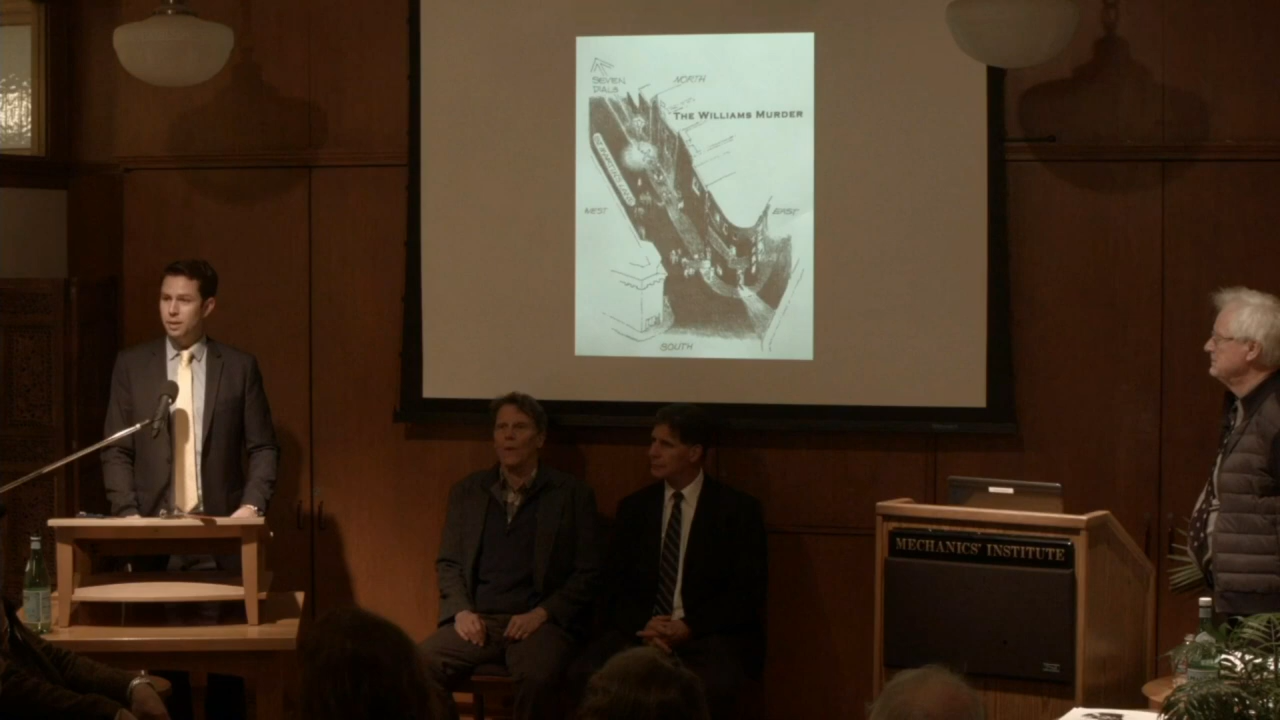 SEVEN
DIALS
NORTH
THE WILLIAMS MURDER
WEST
EAST
SOUTH
MECHANICS' INSTITUTE